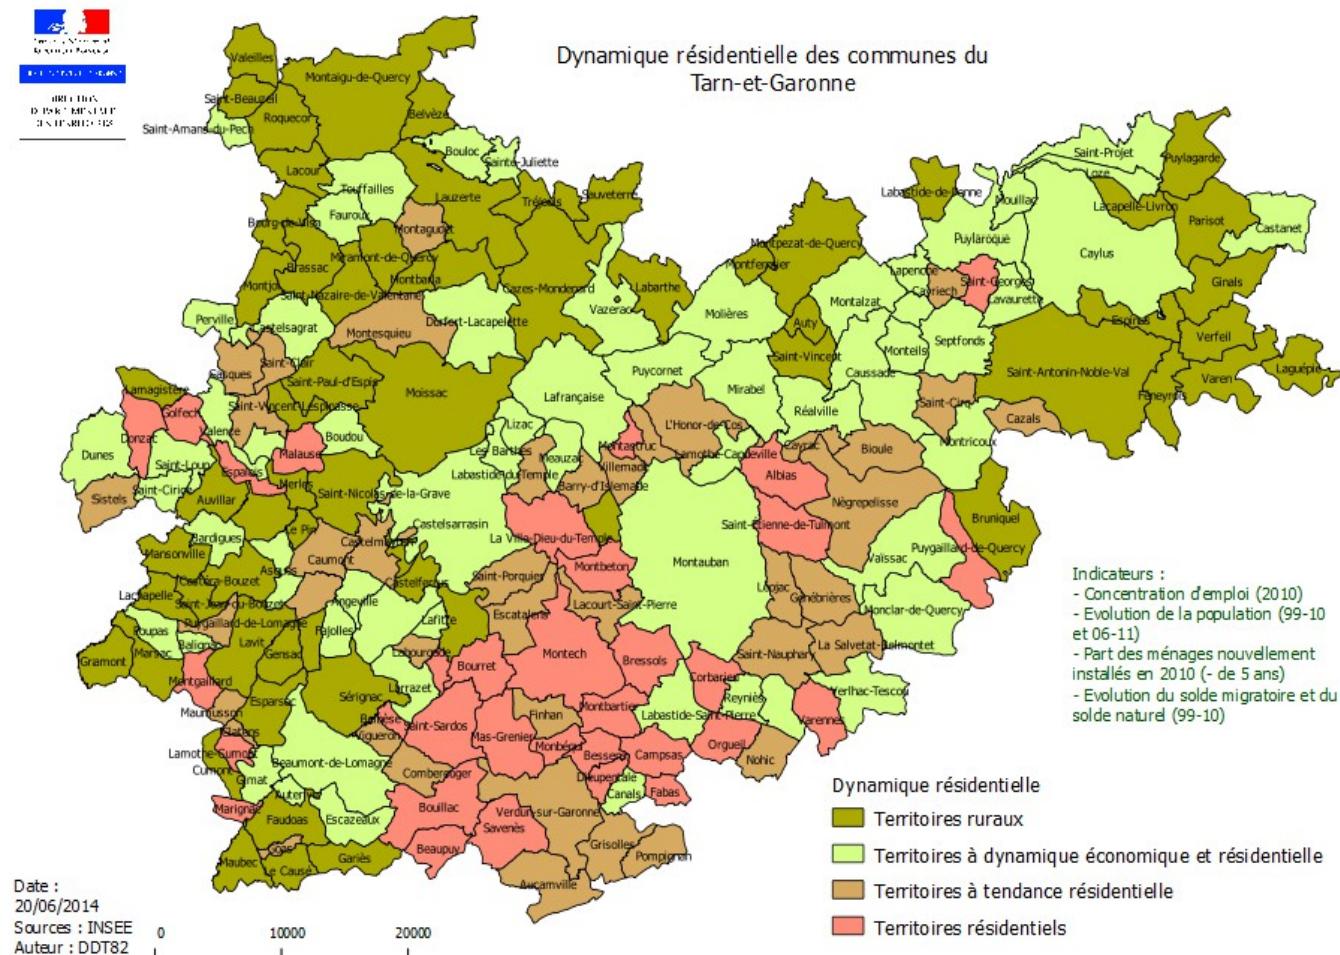 Dynamique résidentielle des communes du
Tarn-et-Garonne
Valeilles
Montaigu-de-Quercy
Saint-Beauzeil
Roquecor
Belvèze
Saint-Amans-du-Pech
Bouloc
Sainte-Juliette
Lacour
Touffailles
Lauzerte
Tréjouls
Sauveterre
Fauroux
Bourg-de-Visa
Montagudet
Miramont-de-Quercy
Brassac
Montbarla
Montjoi
Saint-Nazaire-de-Valentane
Cazes-Mondenard
Labarthe
Vazerac
Perville
Castelsagrat
Montesquieu
Durfort-Lacapelette
Molières
Montpezat-de-Quercy
Montfermier
Auty
Saint-Vincent
Montalzat
Lapenche
Cayriech
Saint-Georges
Lavaurette
Puylaroque
Mouillac
Labastide-de-Penne
Saint-Projet
Loze
Puylagarde
Lacapelle-Livron
Parisot
Castanet
Caylus
Ginals
Espinas
Verfeil
Varen
Laguépie
Féneyrols
Saint-Antonin-Noble-Val
Septfonds
Monteils
Caussade
Saint-Cirq
Cazals
Montricoux
Réalville
Mirabel
Puycornet
Lafrançaise
L'Honor-de-Cos
Saint-Clair
Gasques
Saint-Paul-d'Espis
Moissac
Lamagistère
Golfech
Donzac
Valence
Saint-Vincent-Lespinasse
Boudou
Malause
Dunes
Saint-Loup
Espalais
Merles
Sistels
Saint-Cirice
Auvillar
Saint-Nicolas-de-la-Grave
Lizac
Les Barthes
Meauzac
Labastide-du-Temple
Montastruc
Villemade
Barry-d'Islemade
Lamothe-Capdeville
Cayrac
Albias
Bioule
Nègrepelisse
Saint-Etienne-de-Tulmont
Bruniquel
Puygaillard-de-Quercy
Vaïssac
Castelsarrasin
La Ville-Dieu-du-Temple
Montauban
Montbeton
Bardigues
Le Pin
Castelmayran
Caumont
Mansonville
Asques
Castéra-Bouzet
Castelferrus
Lachapelle
Saint-Jean-du-Bouzet
Angeville
Saint-Porquier
Escatalens
Lacourt-Saint-Pierre
Léojac
Génébrières
Monclar-de-Quercy
Poupas
Puygaillard-de-Lomagne
Fajolles
Lafitte
Marsac
Balignac
Lavit
Gensac
Labourgade
Gramont
Montgaillard
Larrazet
Bourret
Montech
Bressols
Saint-Nauphary
La Salvetat-Belmontet
Corbarieu
Reyniès
Verlhac-Tescou
Varennes
Maumusson
Esparsac
Sérignac
Belbèse
Vigueron
Saint-Sardos
Finhan
Montbartier
Labastide-Saint-Pierre
Orgueil
Nohic
Glatens
Lamothe-Cumont
Cumont
Gimat
Beaumont-de-Lomagne
Mas-Grenier
Monbéqui
Bessens
Campsas
Comberouger
Dieupentale
Canals
Fabas
Marignac
Auterive
Escazeaux
Bouillac
Verdun-sur-Garonne
Savenès
Faudoas
Goas
Beaupuy
Grisolles
Pompignan
Maubec
Le Causé
Gariès
Aucamville
Indicateurs :
- Concentration d'emploi (2010)
- Evolution de la population (99-10
et 06-11)
- Part des ménages nouvellement
installés en 2010 (- de 5 ans)
- Evolution du solde migratoire et du
solde naturel (99-10)
Dynamique résidentielle
Territoires ruraux
Territoires à dynamique économique et résidentielle
Territoires à tendance résidentielle
Territoires résidentiels
Date :
20/06/2014
Sources : INSEE
Auteur : DDT82
0 10000 20000